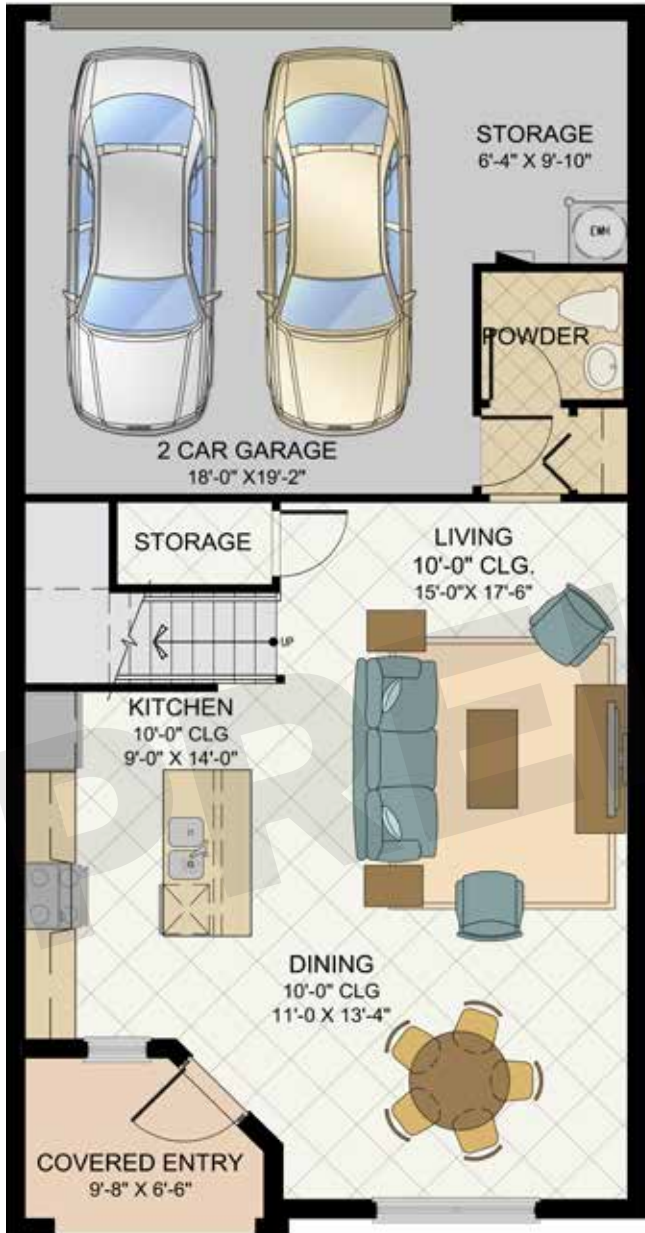 STORAGE
6'-4" X 9'-10"
EWH
POWDER
2 CAR GARAGE
18'-0" X19'-2"
STORAGE
LIVING
10'-0" CLG.
15'-0"X 17'-6"
UP
KITCHEN
10'-0" CLG
9'-0" X 14'-0"
DINING
10'-0" CLG
11'-0 X 13'-4"
COVERED ENTRY
9'-8" X 6'-6"